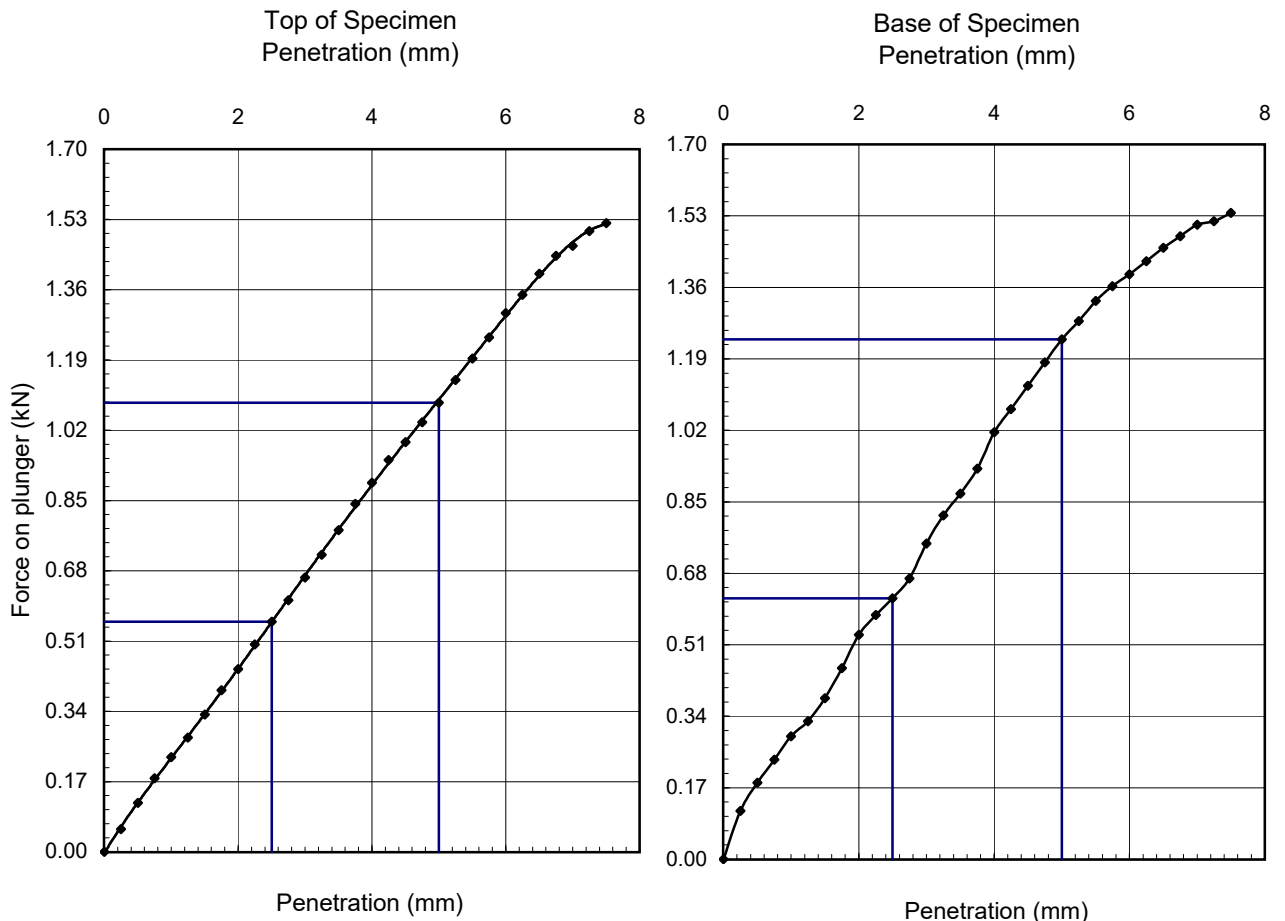 Top of Specimen
Penetration (mm)
0 2 4 6 8
1.70
1.53
1.36
1.19
1.02
0.85
0.68
0.51
0.34
0.17
0.00
Force on plunger (kN)
Penetration (mm)
Base of Specimen
Penetration (mm)
0 2 4 6 8
1.70
1.53
1.36
1.19
1.02
0.85
0.68
0.51
0.34
0.17
0.00
Penetration (mm)